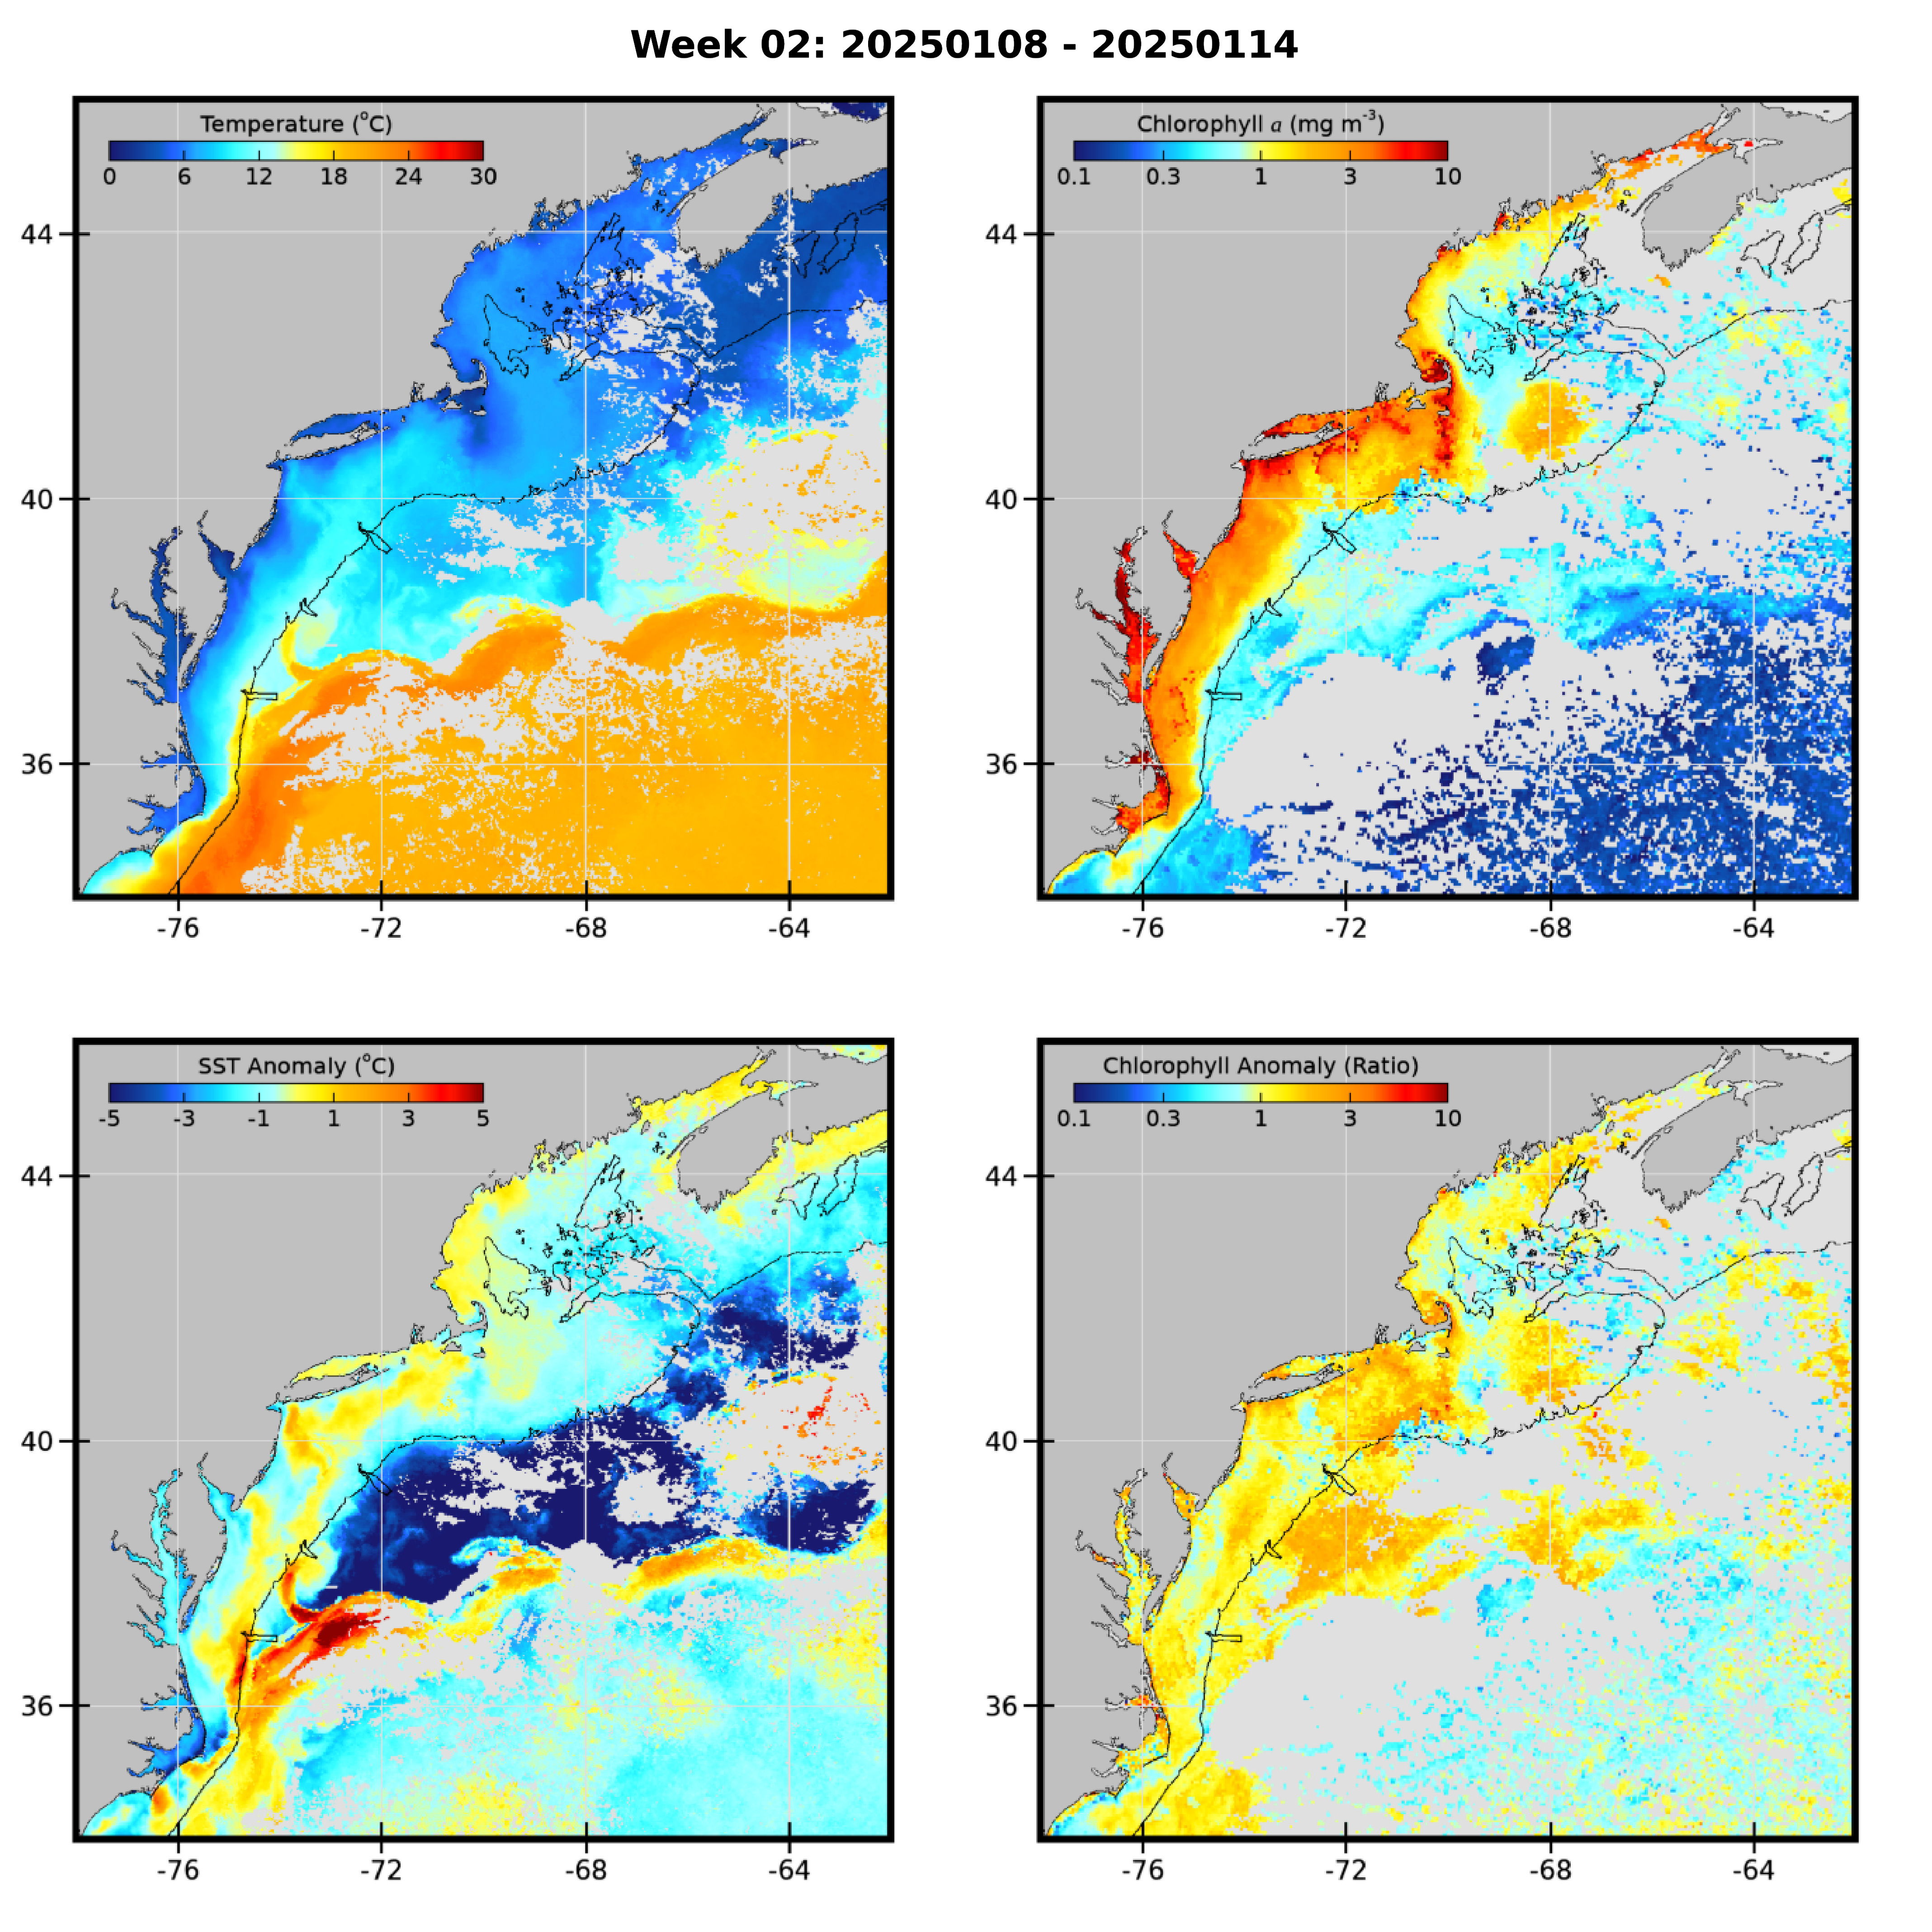 Week 02: 20250108 - 20250114
Temperature (°C)
0 6 12 18 24 30
44
40
36
-76 -72 -68 -64
Chlorophyll a (mg m⁻³)
0.1 0.3 1 3 10
44
40
36
-76 -72 -68 -64
SST Anomaly (°C)
-5 -3 -1 1 3 5
44
40
36
-76 -72 -68 -64
Chlorophyll Anomaly (Ratio)
0.1 0.3 1 3 10
44
40
36
-76 -72 -68 -64